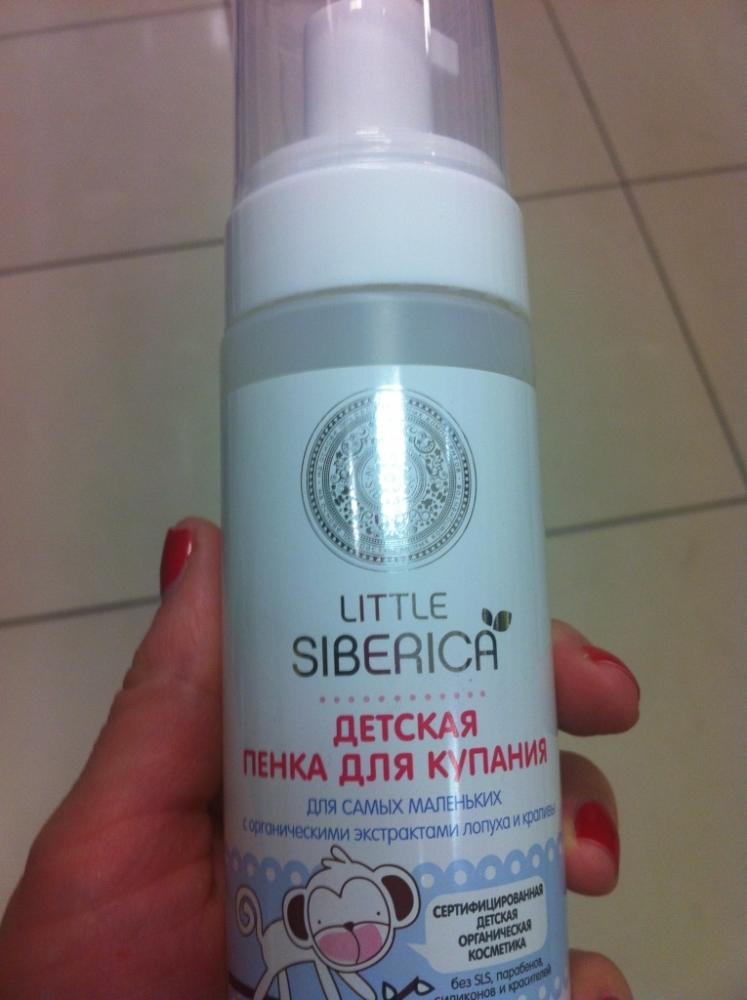 LITTLE
SIBERICA
ДЕТСКАЯ
ПЕНКА ДЛЯ КУПАНИЯ
ДЛЯ САМЫХ МАЛЕНЬКИХ
с органическими экстрактами лопуха и крапивы
СЕРТИФИЦИРОВАННАЯ
ДЕТСКАЯ
ОРГАНИЧЕСКАЯ
КОСМЕТИКА
без SLS, парабенов,
силиконов и красителей